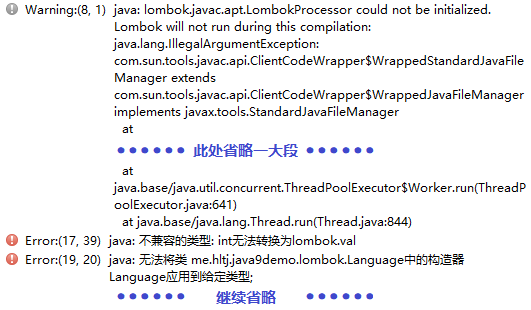 Warning:(8, 1) java: lombok.javac.apt.LombokProcessor could not be initialized.
Lombok will not run during this compilation:
java.lang.IllegalArgumentException:
com.sun.tools.javac.api.ClientCodeWrapper$WrappedStandardJavaFile
Manager extends
com.sun.tools.javac.api.ClientCodeWrapper$WrappedJavaFileManager
implements javax.tools.StandardJavaFileManager
at
•••••• 此处省略一大段 ••••••
at
java.base/java.util.concurrent.ThreadPoolExecutor$Worker.run(ThreadP
oolExecutor.java:641)
at java.base/java.lang.Thread.run(Thread.java:844)
Error:(17, 39) java: 不兼容的类型: int无法转换为lombok.val
Error:(19, 20) java: 无法将类 me.hltj.java9demo.lombok.Language中的构造器
Language应用到给定类型;
•••••• 继续省略 ••••••